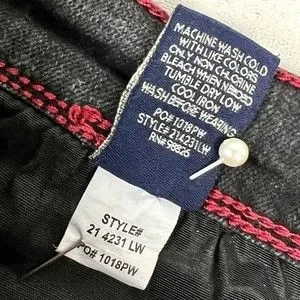 MACHINE WASH COLD
WITH LIKE COLORS
ONLY NON CHLORINE
BLEACH WHEN NEEDED
TUMBLE DRY LOW
COOL IRON
WASH BEFORE WEARING
PO# 1018PW
STYLE# 214231LW
RN# 98825
STYLE#
21 4231 LW
PO# 1018PW